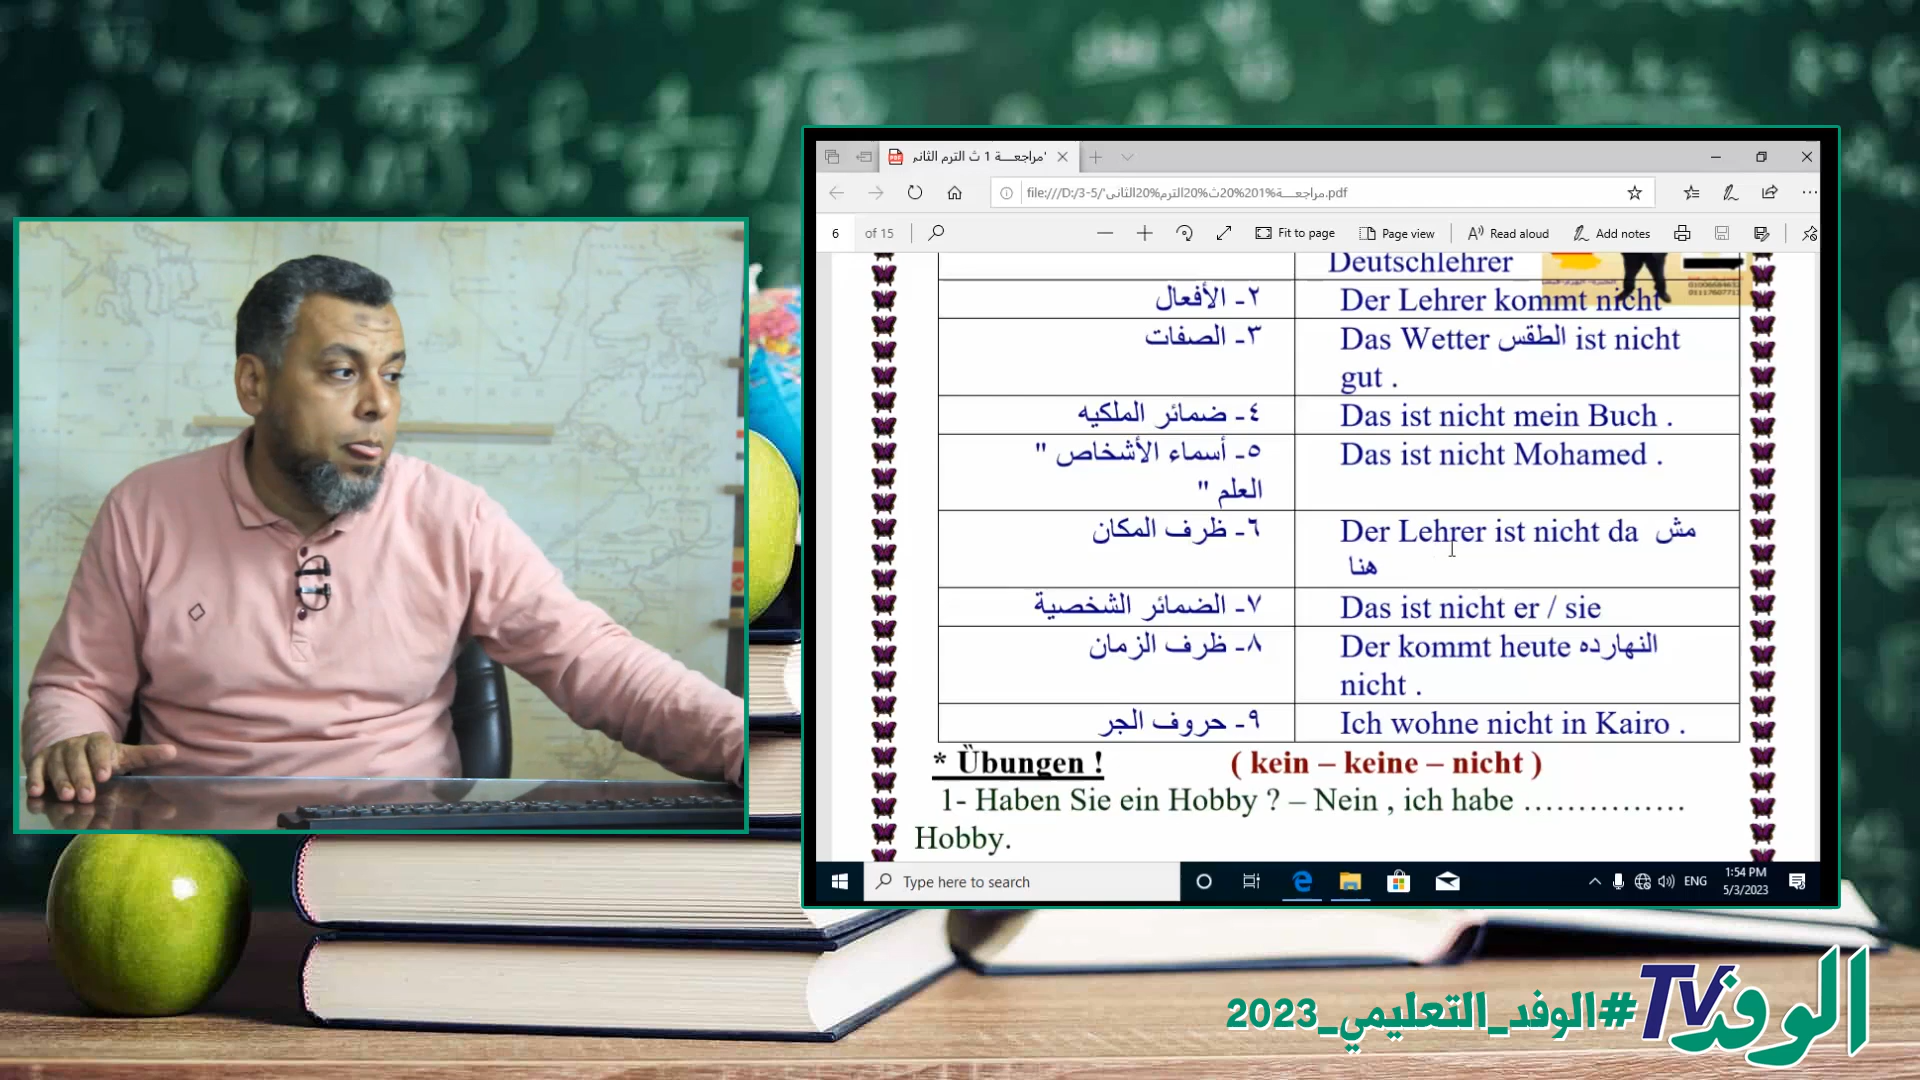 مراجعـــة 1 ث الترم الثاني'
file:///D:/3-5/'مراجعـــة%201%20ث%20الترم%20الثانى.pdf
6 of 15
Fit to page
Page view
Read aloud
Add notes
Deutschlehrer
٢- الأفعال
Der Lehrer kommt nicht
٣- الصفات
Das Wetter الطقس ist nicht
gut .
٤- ضمائر الملكيه
Das ist nicht mein Buch .
٥- أسماء الأشخاص "
العلم "
Das ist nicht Mohamed .
٦- ظرف المكان
Der Lehrer ist nicht da مش
هنا
٧- الضمائر الشخصية
Das ist nicht er / sie
٨- ظرف الزمان
Der kommt heute النهارده
nicht .
٩- حروف الجر
Ich wohne nicht in Kairo .
* Übungen ! ( kein – keine – nicht )
1- Haben Sie ein Hobby ? – Nein , ich habe ……………
Hobby.
Type here to search
ENG
1:54 PM
5/3/2023
#الوفد_التعليمي_2023
الوفد TV